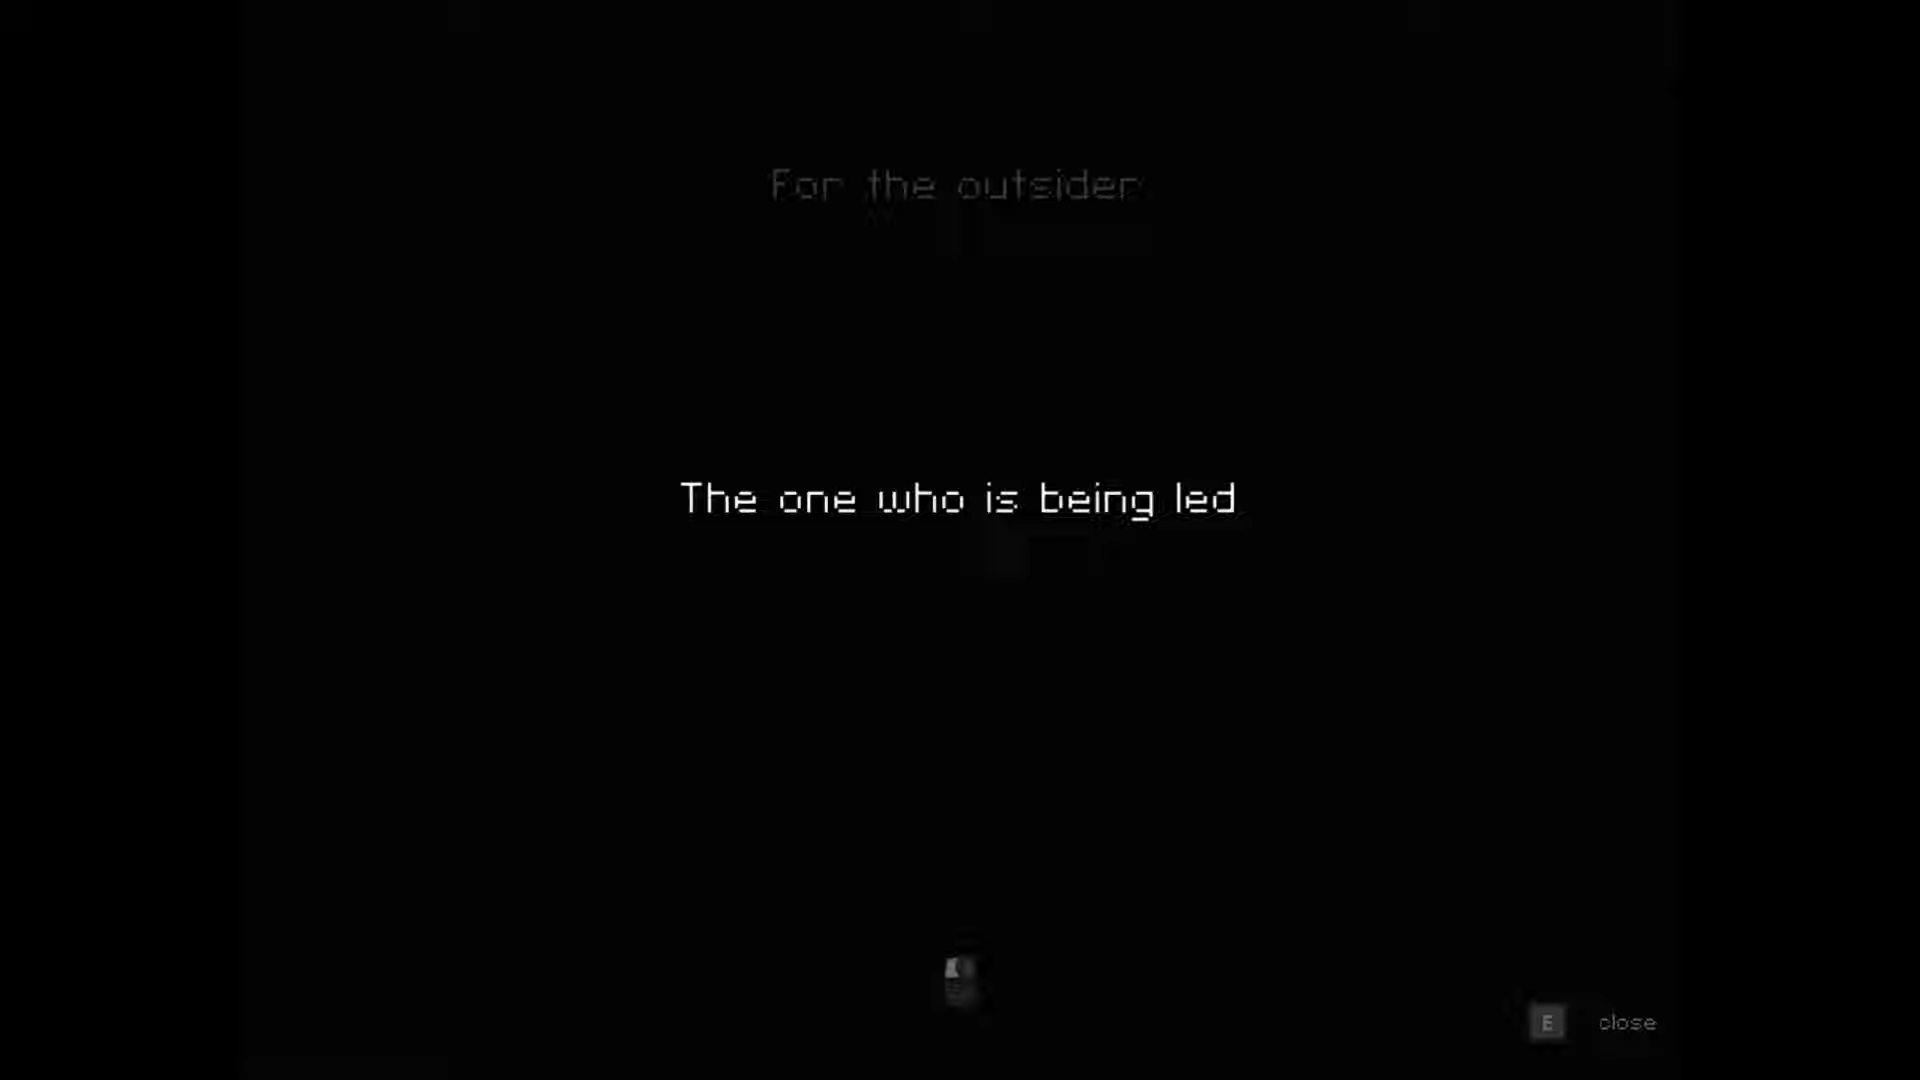 For the outsider
The one who is being led
E close